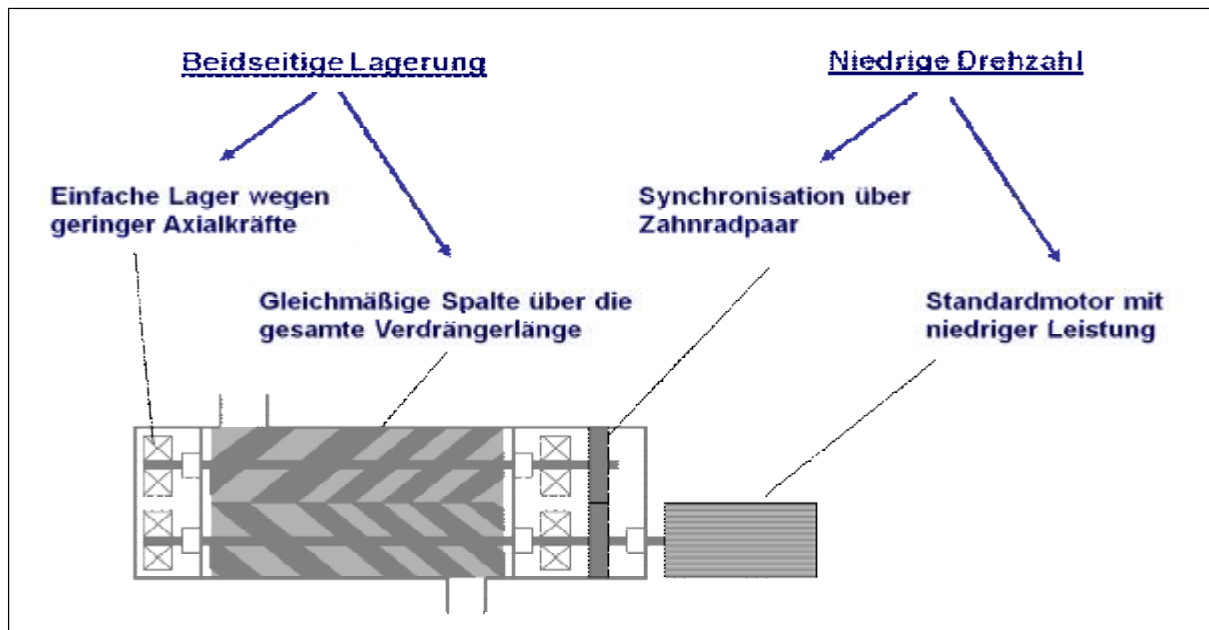 Beidseitige Lagerung
Niedrige Drehzahl
Einfache Lager wegen
geringer Axialkräfte
Synchronisation über
Zahnradpaar
Gleichmäßige Spalte über die
gesamte Verdrängerlänge
Standardmotor mit
niedriger Leistung